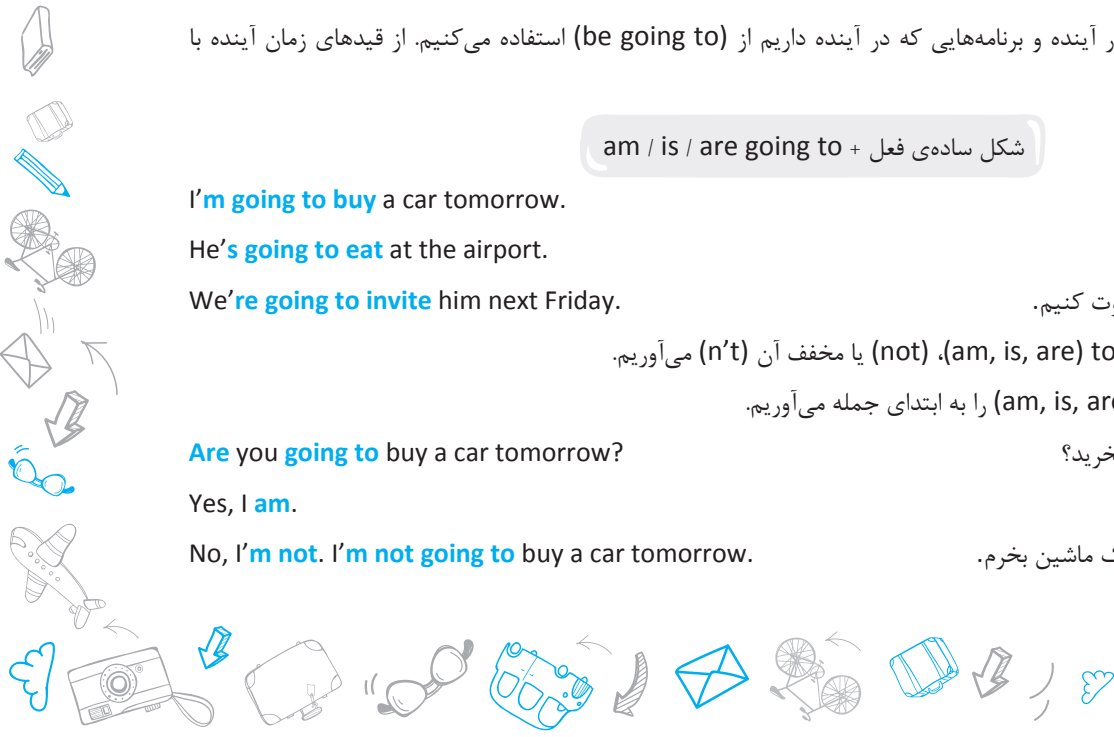 آینده و برنامه‌هایی که در آینده داریم از (be going to) استفاده می‌کنیم. از قیدهای زمان آینده با
am / is / are going to + شکل ساده‌ی فعل
I'm going to buy a car tomorrow.
He's going to eat at the airport.
We're going to invite him next Friday.
کنیم.
to (am, is, are)، (not) یا مخفف آن (n't) می‌آوریم.
(am, is, are) را به ابتدای جمله می‌آوریم.
Are you going to buy a car tomorrow?
Yes, I am.
No, I'm not. I'm not going to buy a car tomorrow.
ماشین بخرم.